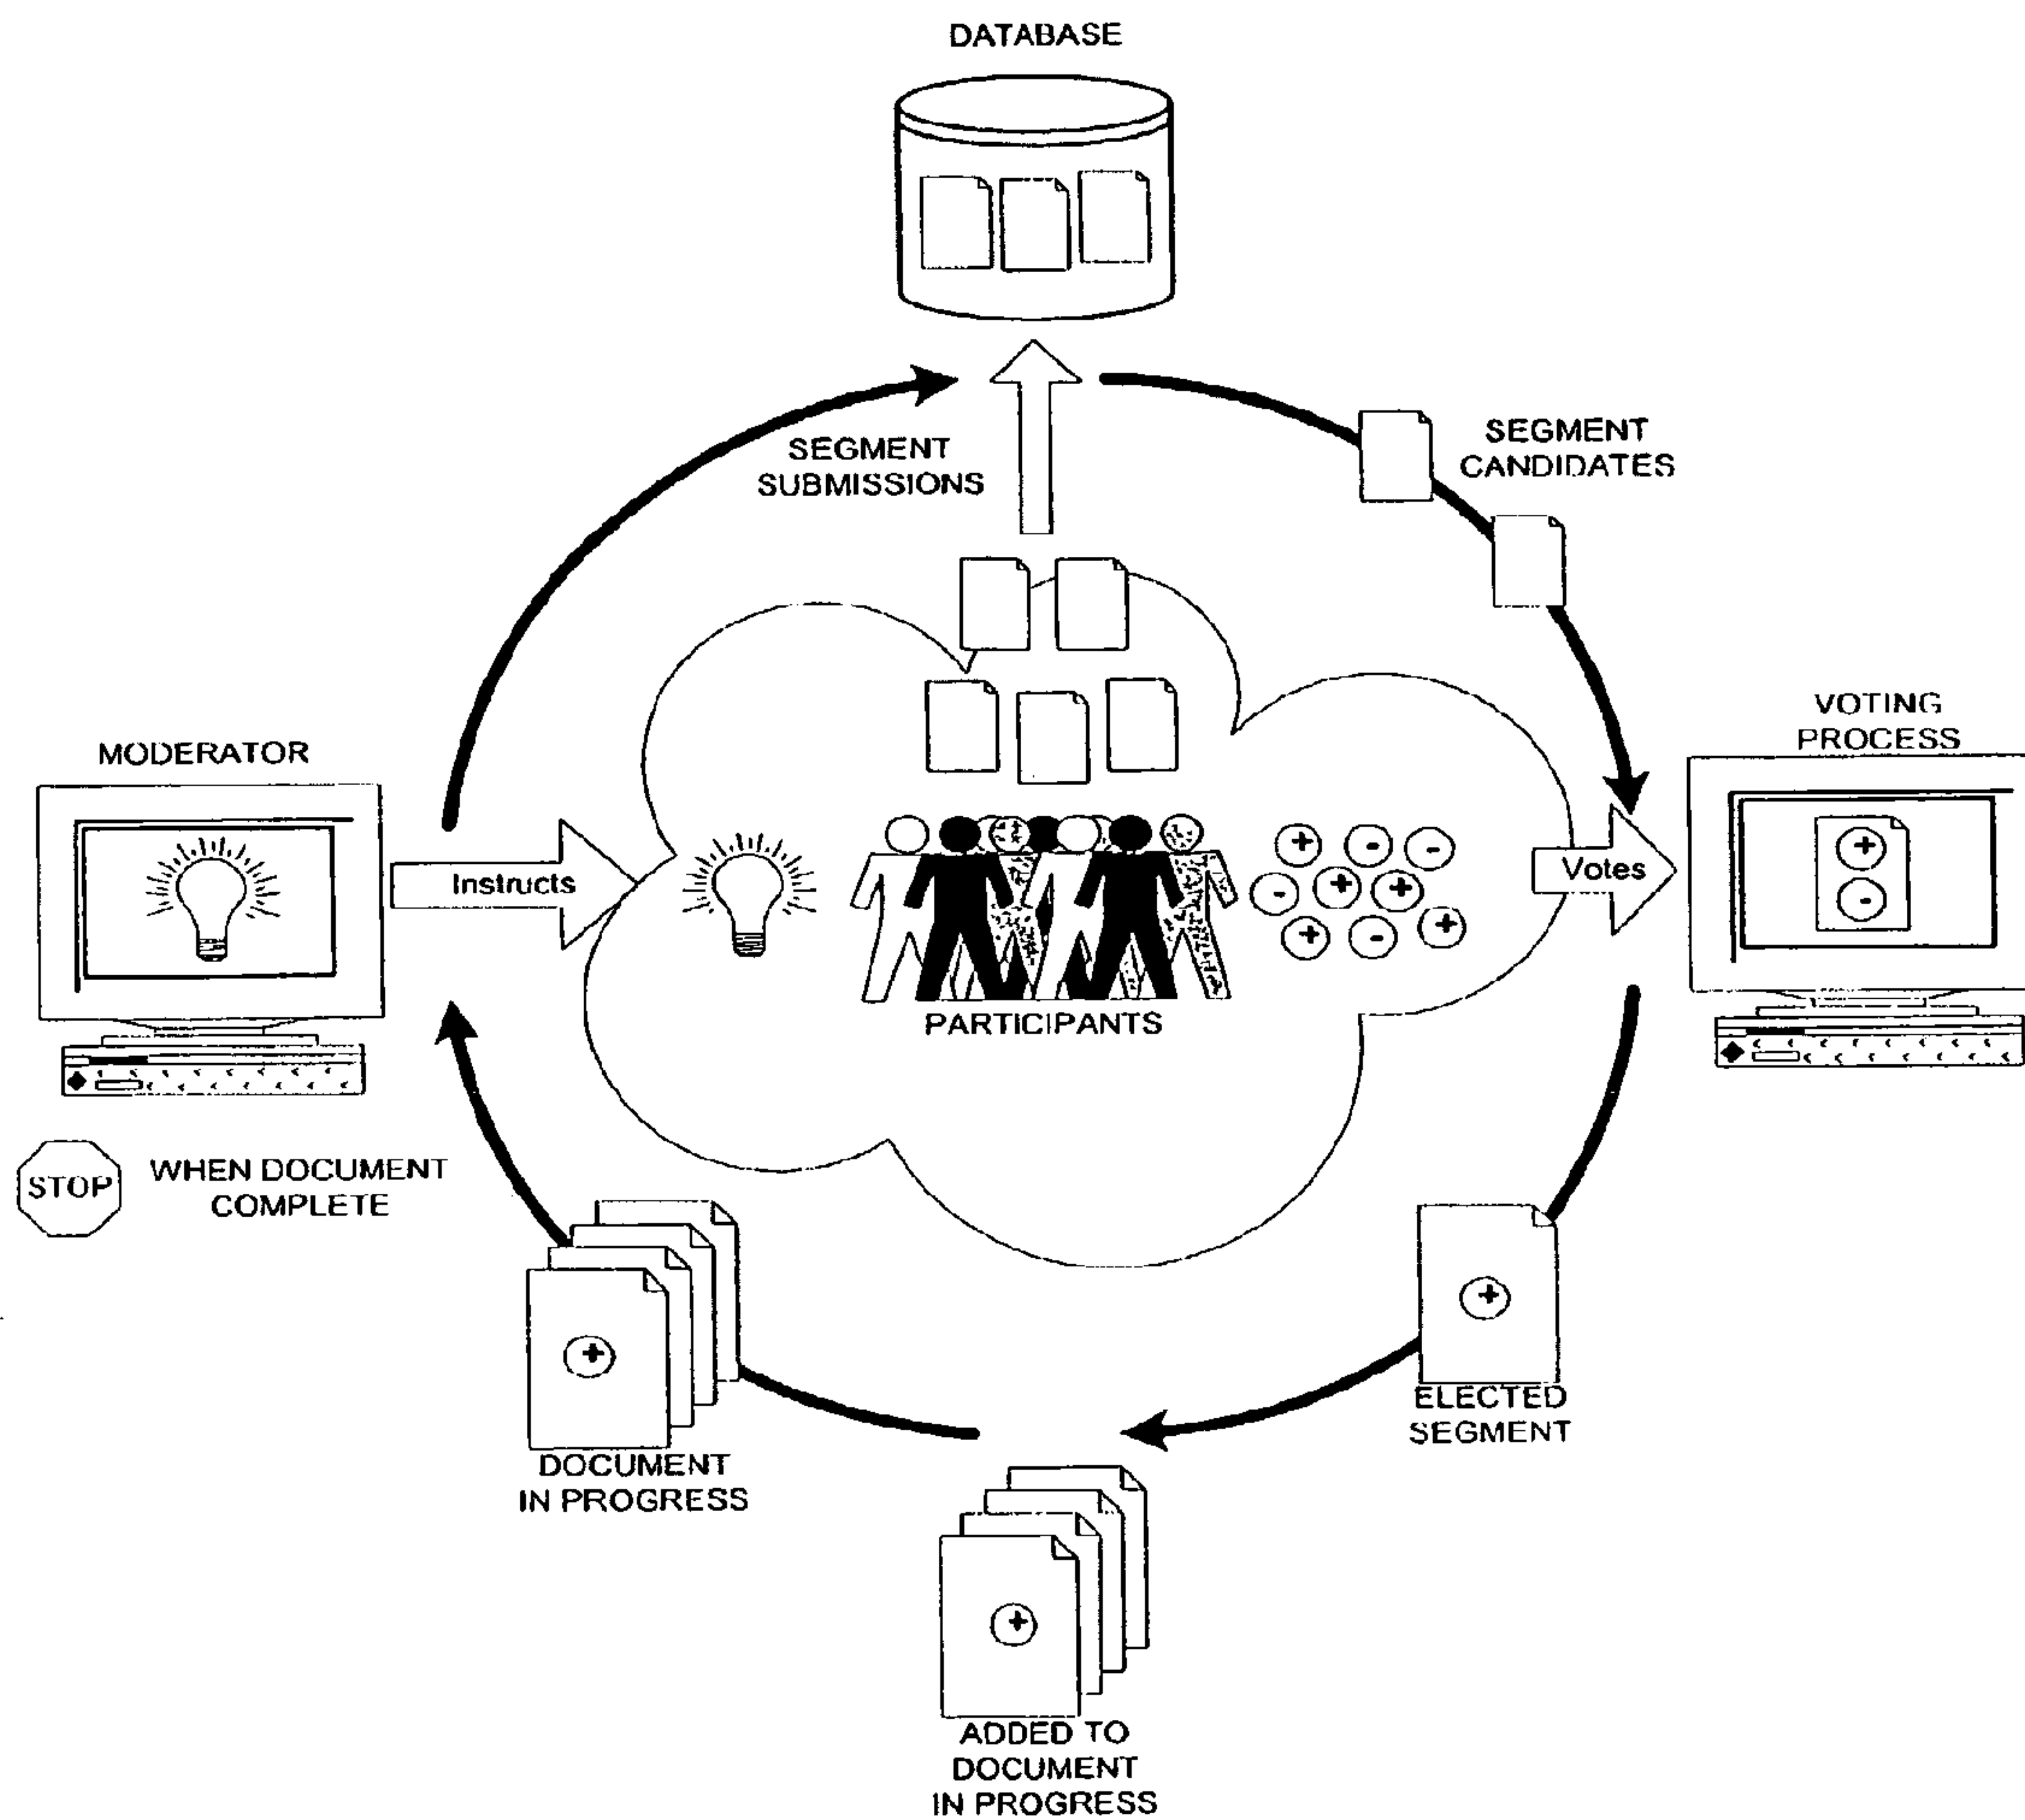 DATABASE
SEGMENT
SUBMISSIONS
SEGMENT
CANDIDATES
MODERATOR
VOTING
PROCESS
Instructs
Votes
PARTICIPANTS
STOP
WHEN DOCUMENT
COMPLETE
ELECTED
SEGMENT
DOCUMENT
IN PROGRESS
ADDED TO
DOCUMENT
IN PROGRESS